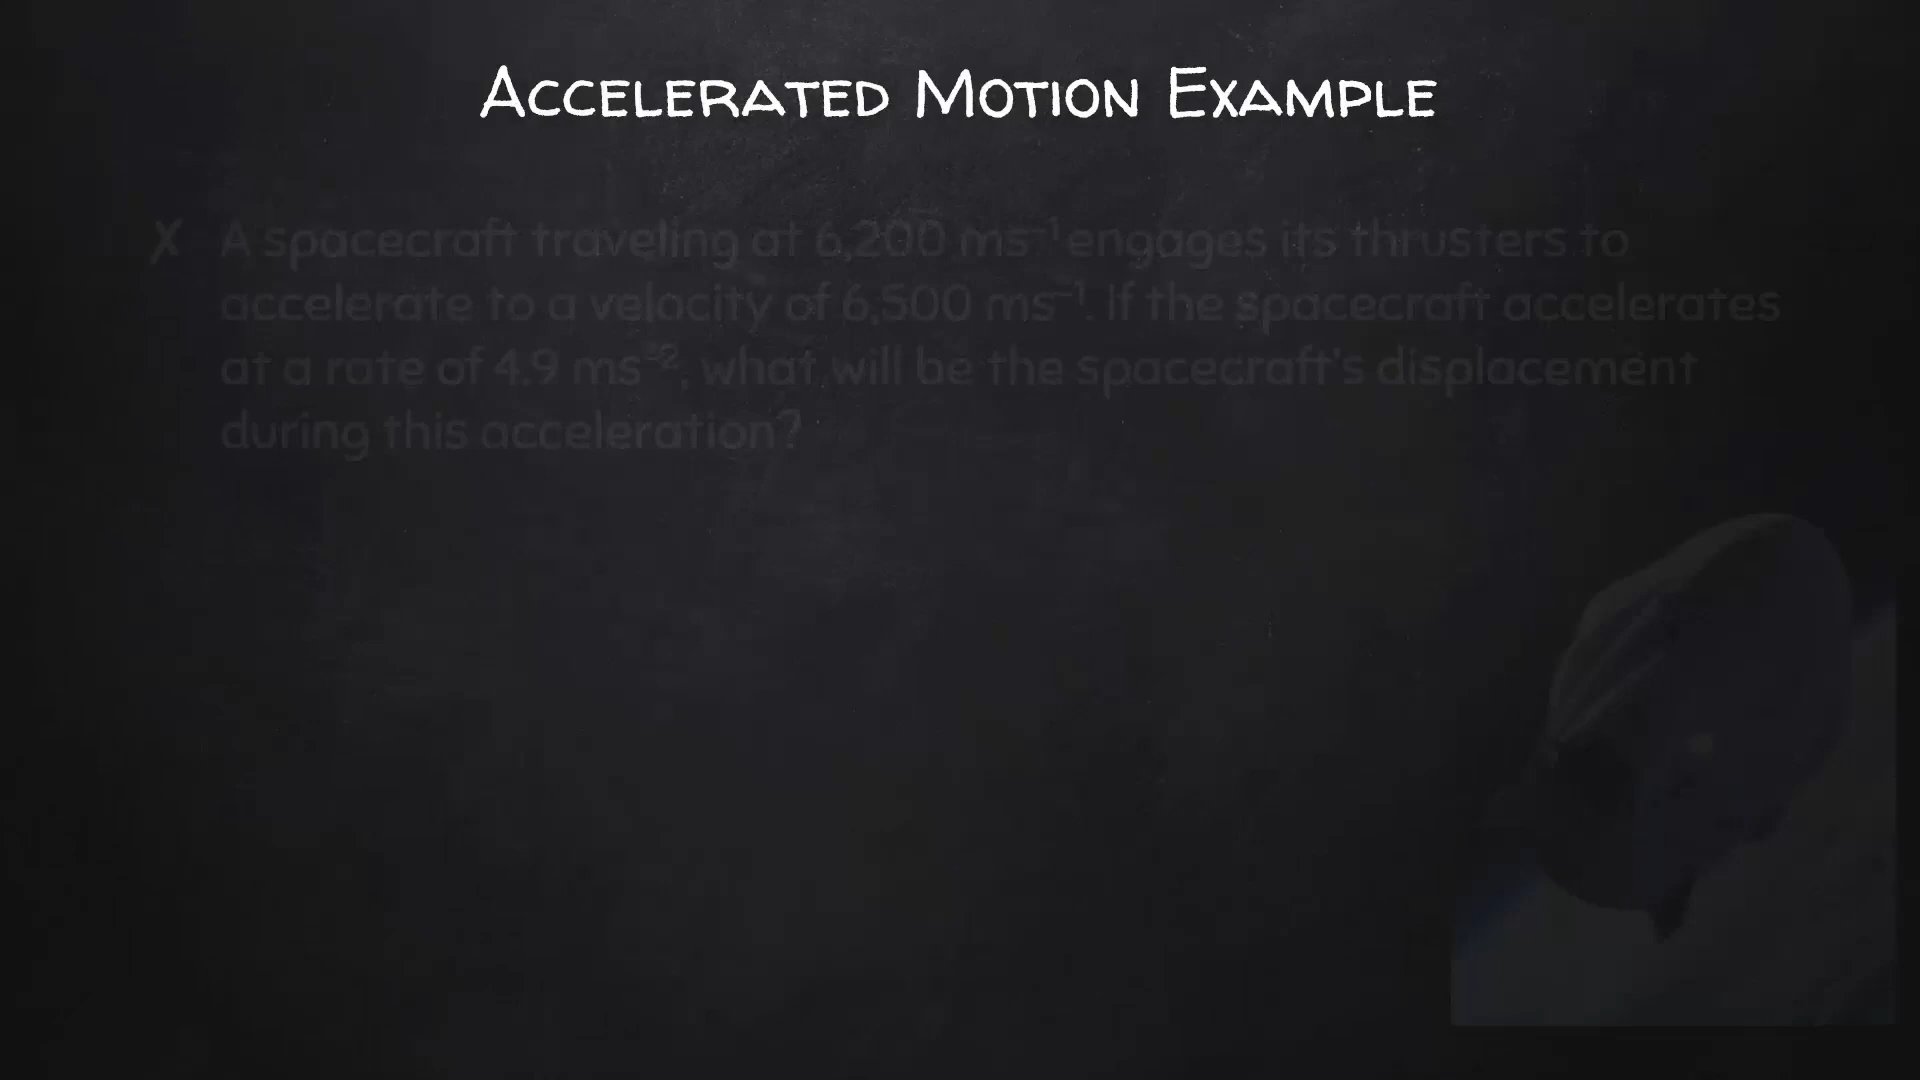 Accelerated Motion Example
X A spacecraft traveling at 6,200 ms⁻¹ engages its thrusters to
accelerate to a velocity of 6,500 ms⁻¹. If the spacecraft accelerates
at a rate of 4.9 ms⁻², what will be the spacecraft's displacement
during this acceleration?